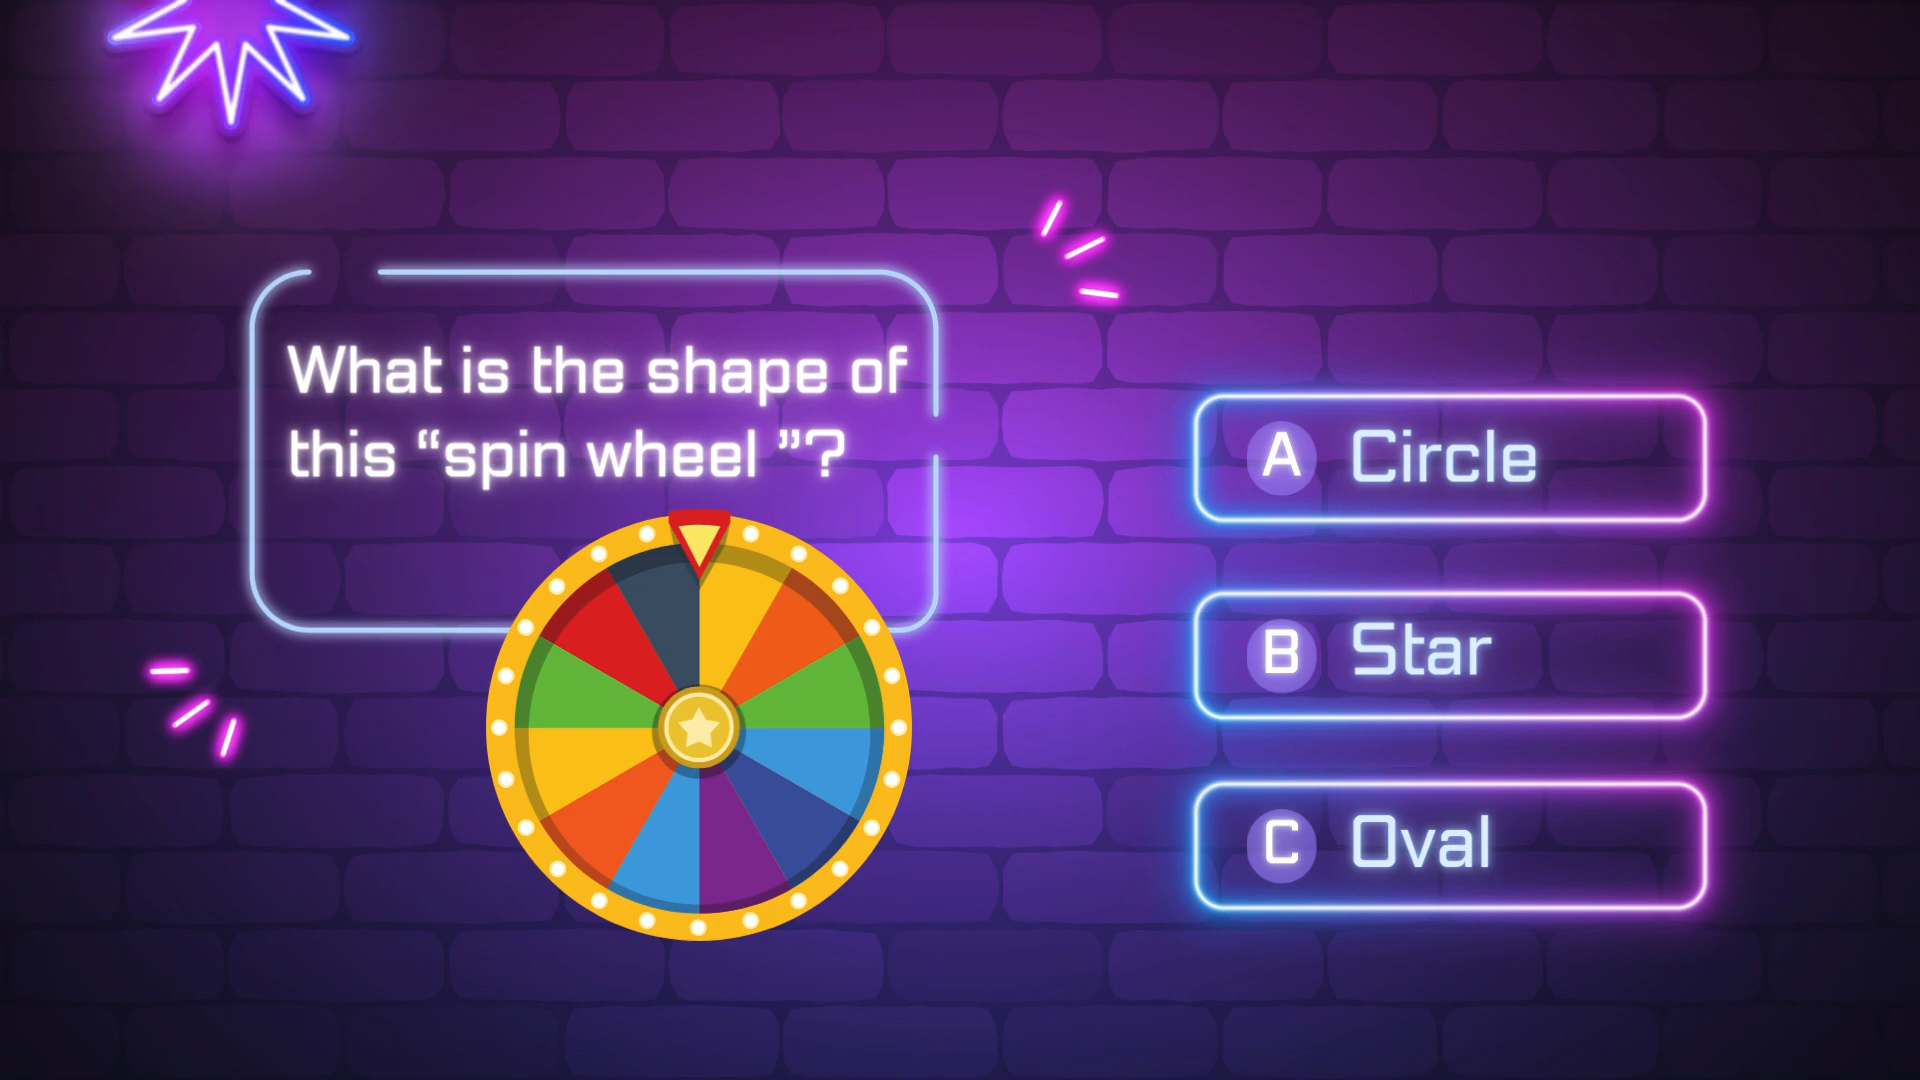 What is the shape of
this “spin wheel ”?
A Circle
B Star
C Oval